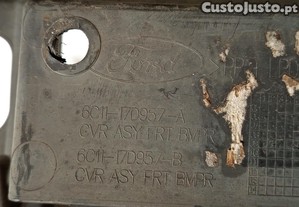 CustoJusto.pt
Ford
6C11-17D957-A
CVR ASY FRT BMPR
6C11-17D957-B
CVR ASY FRT BMPR